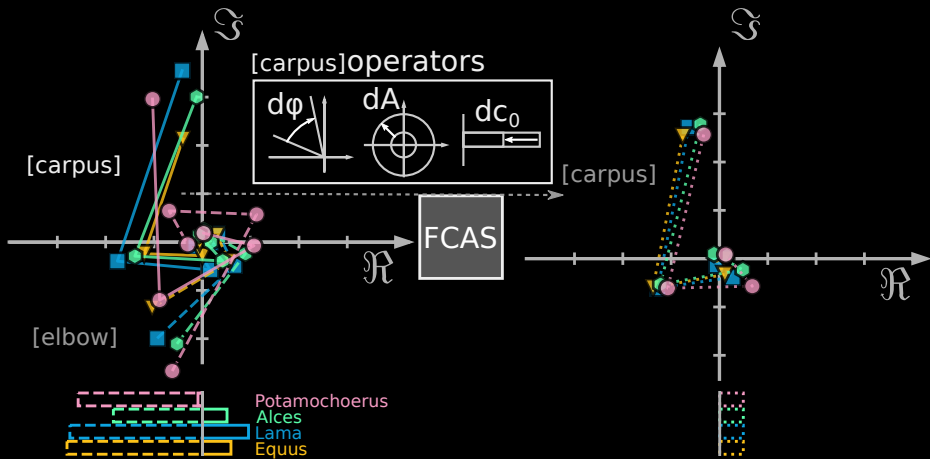 ℑ
ℑ
[carpus]operators
dφ
dA
dc₀
[carpus]
[carpus]
FCAS
ℜ
ℜ
[elbow]
Potamochoerus
Alces
Lama
Equus